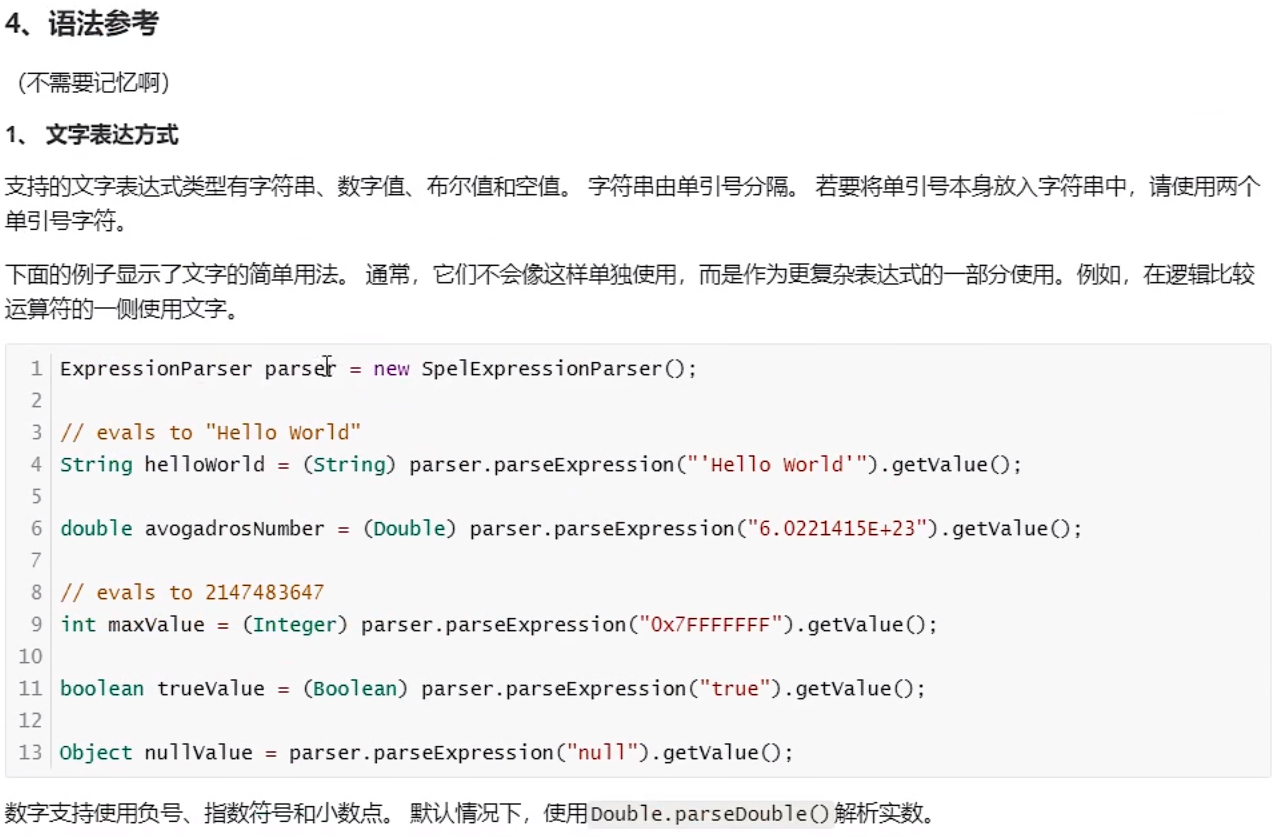 4、语法参考
（不需要记忆啊）
1、 文字表达方式
支持的文字表达式类型有字符串、数字值、布尔值和空值。 字符串由单引号分隔。 若要将单引号本身放入字符串中，请使用两个
单引号字符。
下面的例子显示了文字的简单用法。 通常，它们不会像这样单独使用，而是作为更复杂表达式的一部分使用。例如，在逻辑比较
运算符的一侧使用文字。
1 ExpressionParser parser = new SpelExpressionParser();
2
3 // evals to "Hello World"
4 String helloWorld = (String) parser.parseExpression("'Hello World'").getValue();
5
6 double avogadrosNumber = (Double) parser.parseExpression("6.0221415E+23").getValue();
7
8 // evals to 2147483647
9 int maxValue = (Integer) parser.parseExpression("0x7FFFFFFF").getValue();
10
11 boolean trueValue = (Boolean) parser.parseExpression("true").getValue();
12
13 Object nullValue = parser.parseExpression("null").getValue();
数字支持使用负号、指数符号和小数点。 默认情况下，使用Double.parseDouble()解析实数。